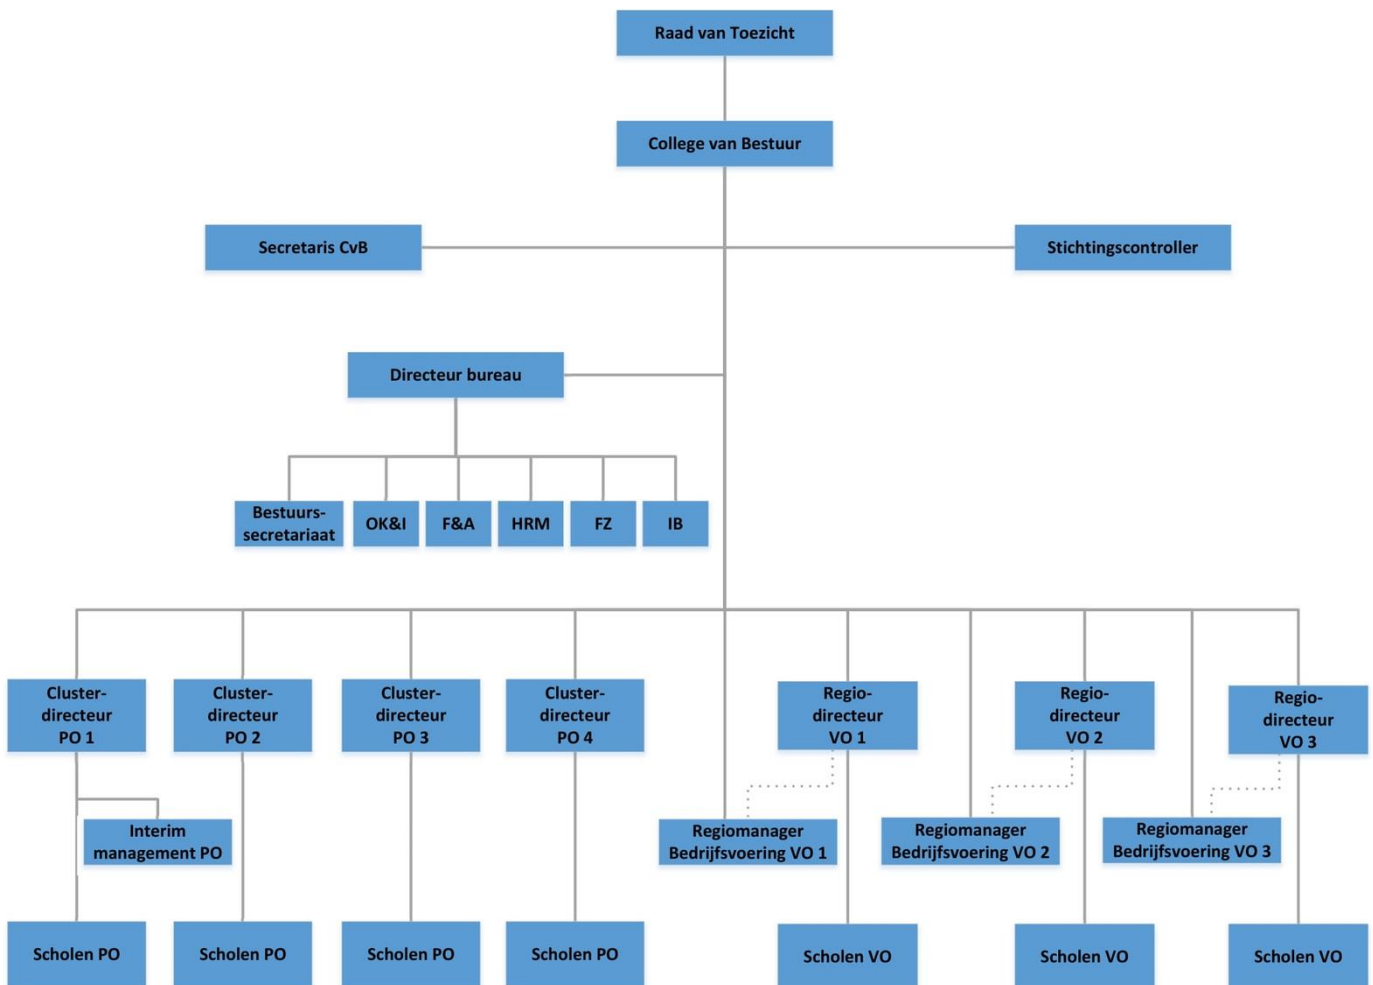 Raad van Toezicht
College van Bestuur
Secretaris CvB
Stichtingscontroller
Directeur bureau
Bestuurs-
secretariaat
OK&I
F&A
HRM
FZ
IB
Cluster-
directeur
PO 1
Cluster-
directeur
PO 2
Cluster-
directeur
PO 3
Cluster-
directeur
PO 4
Regio-
directeur
VO 1
Regio-
directeur
VO 2
Regio-
directeur
VO 3
Interim
management PO
Regiomanager
Bedrijfsvoering VO 1
Regiomanager
Bedrijfsvoering VO 2
Regiomanager
Bedrijfsvoering VO 3
Scholen PO
Scholen PO
Scholen PO
Scholen PO
Scholen VO
Scholen VO
Scholen VO